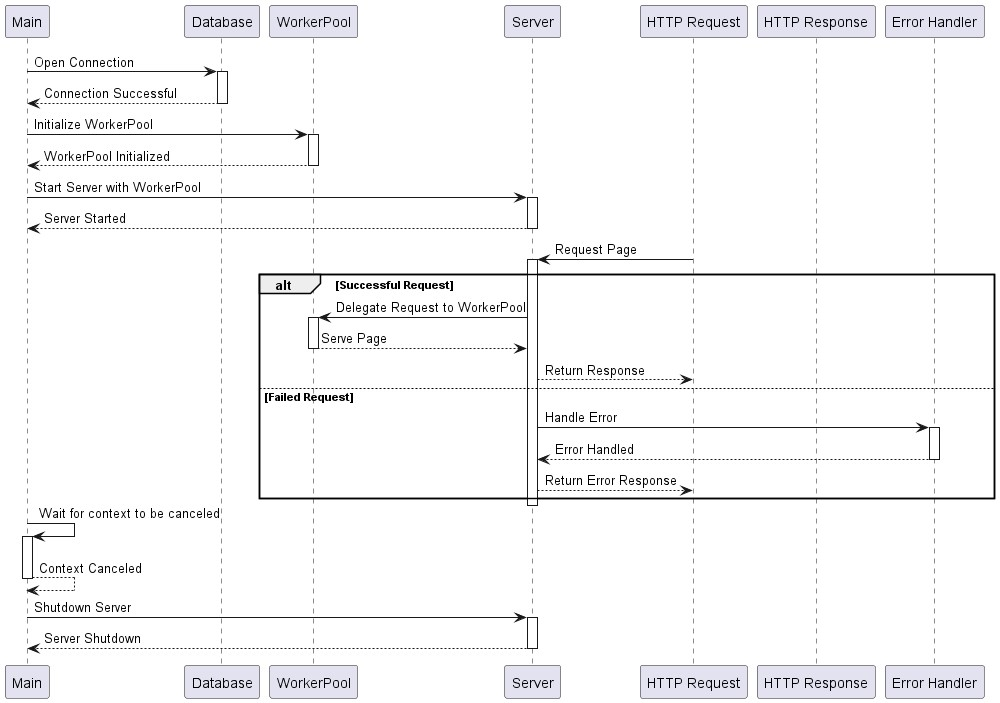 Main Database WorkerPool Server HTTP Request HTTP Response Error Handler
Open Connection
Connection Successful
Initialize WorkerPool
WorkerPool Initialized
Start Server with WorkerPool
Server Started
Request Page
alt [Successful Request]
Delegate Request to WorkerPool
Serve Page
Return Response
[Failed Request]
Handle Error
Error Handled
Return Error Response
Wait for context to be canceled
Context Canceled
Shutdown Server
Server Shutdown
Main Database WorkerPool Server HTTP Request HTTP Response Error Handler